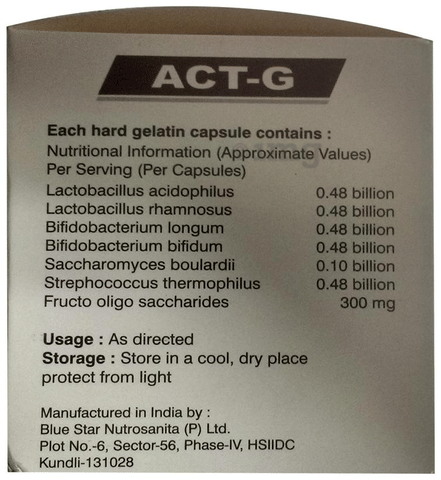 ACT-G
Each hard gelatin capsule contains :
Nutritional Information (Approximate Values)
Per Serving (Per Capsules)
Lactobacillus acidophilus 0.48 billion
Lactobacillus rhamnosus 0.48 billion
Bifidobacterium longum 0.48 billion
Bifidobacterium bifidum 0.48 billion
Saccharomyces boulardii 0.10 billion
Strephococcus thermophilus 0.48 billion
Fructo oligo saccharides 300 mg
Usage : As directed
Storage : Store in a cool, dry place
protect from light
Manufactured in India by :
Blue Star Nutrosanita (P) Ltd.
Plot No.-6, Sector-56, Phase-IV, HSIIDC
Kundli-131028